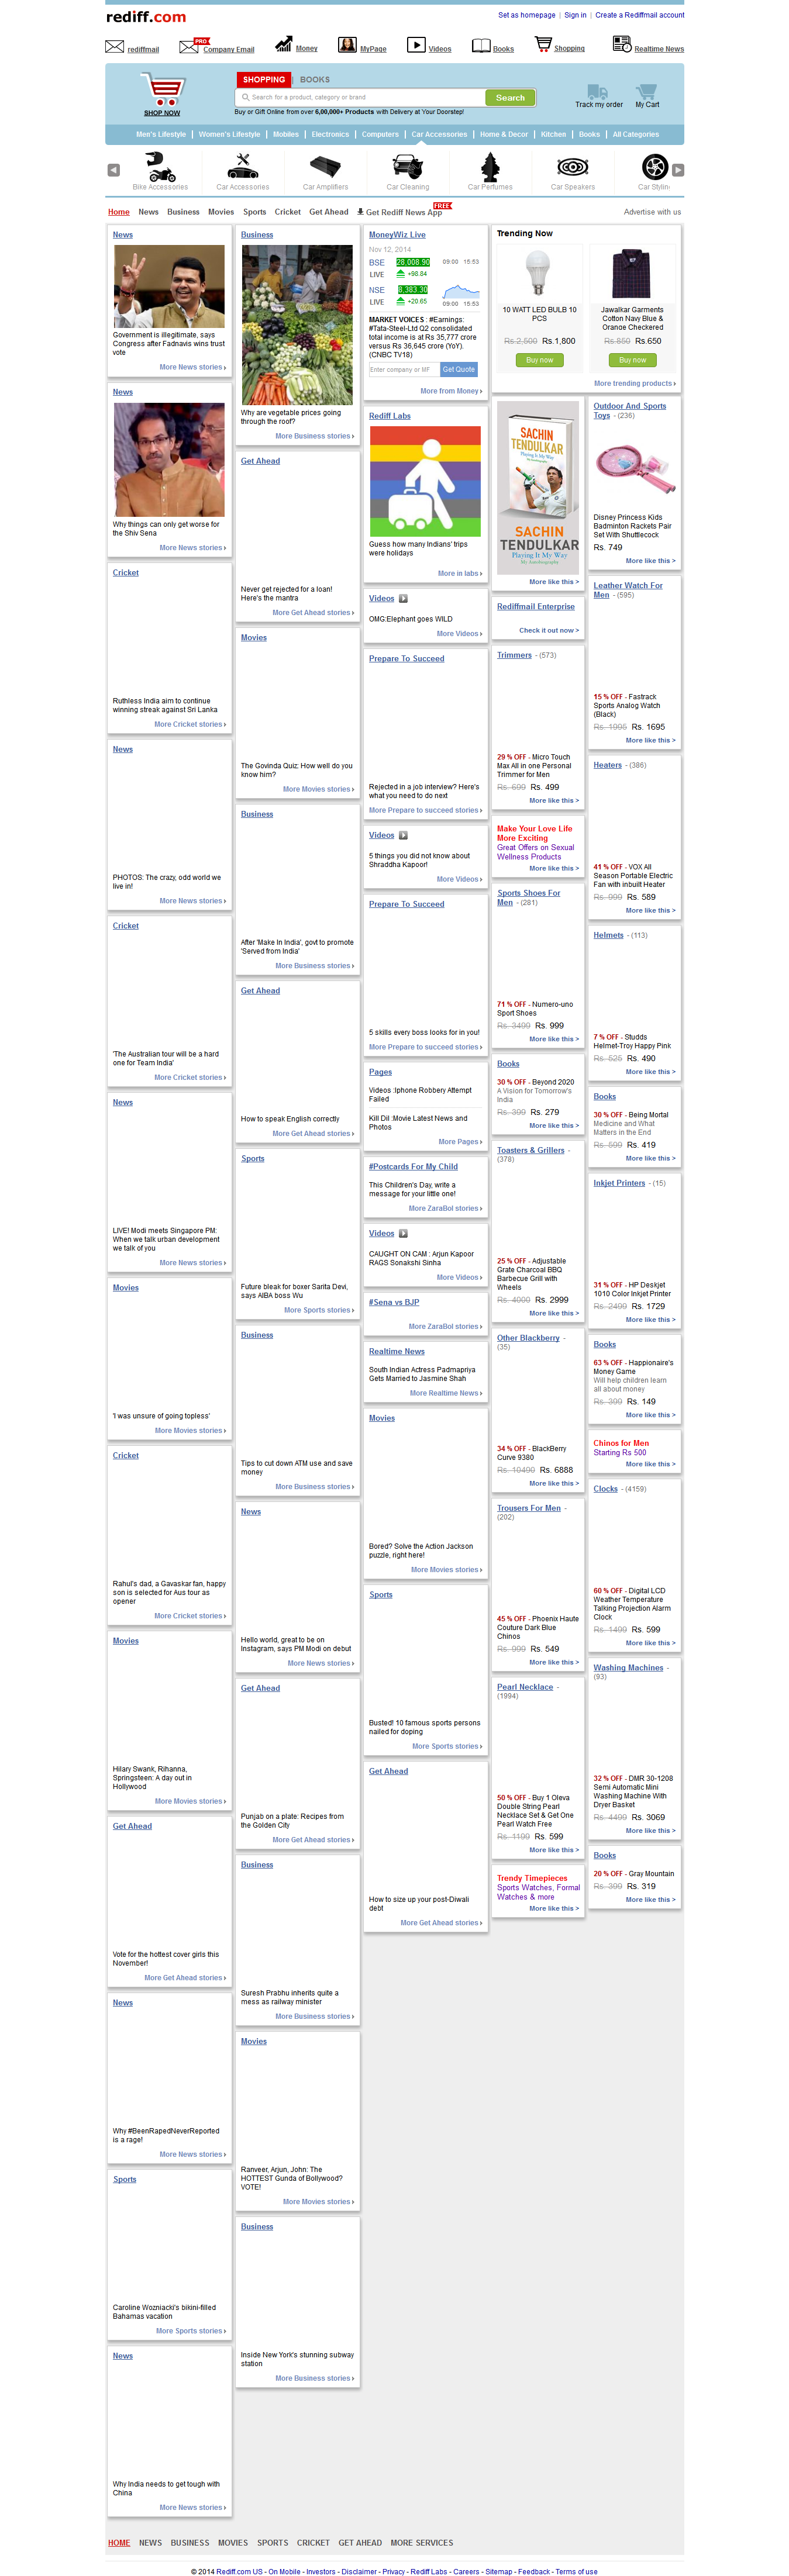 rediff.com
Set as homepage | Sign in | Create a Rediffmail account
rediffmail
PRO
Company Email
Money
MyPage
Videos
Books
Shopping
Realtime News
SHOP NOW
SHOPPING
BOOKS
Search for a product, category or brand
Search
Buy or Gift Online from over 6,00,000+ Products with Delivery at Your Doorstep!
Track my order
My Cart
Men's Lifestyle | Women's Lifestyle | Mobiles | Electronics | Computers | Car Accessories | Home & Decor | Kitchen | Books | All Categories
Bike Accessories
Car Accessories
Car Amplifiers
Car Cleaning
Car Perfumes
Car Speakers
Car Stylin
Home News Business Movies Sports Cricket Get Ahead Get Rediff News App
FREE
Advertise with us
News
Government is illegitimate, says
Congress after Fadnavis wins trust
vote
More News stories
News
Why things can only get worse for
the Shiv Sena
More News stories
Cricket
Ruthless India aim to continue
winning streak against Sri Lanka
More Cricket stories
News
PHOTOS: The crazy, odd world we
live in!
More News stories
Cricket
'The Australian tour will be a hard
one for Team India'
More Cricket stories
News
LIVE! Modi meets Singapore PM:
When we talk urban development
we talk of you
More News stories
Movies
'I was unsure of going topless'
More Movies stories
Cricket
Rahul's dad, a Gavaskar fan, happy
son is selected for Aus tour as
opener
More Cricket stories
Movies
Hilary Swank, Rihanna,
Springsteen: A day out in
Hollywood
More Movies stories
Get Ahead
Vote for the hottest cover girls this
November!
More Get Ahead stories
News
Why #BeenRapedNeverReported
is a rage!
More News stories
Sports
Caroline Wozniacki's bikini-filled
Bahamas vacation
More Sports stories
News
Why India needs to get tough with
China
More News stories
Business
Why are vegetable prices going
through the roof?
More Business stories
Get Ahead
Never get rejected for a loan!
Here's the mantra
More Get Ahead stories
Movies
The Govinda Quiz: How well do you
know him?
More Movies stories
Business
After 'Make In India', govt to promote
'Served from India'
More Business stories
Get Ahead
How to speak English correctly
More Get Ahead stories
Sports
Future bleak for boxer Sarita Devi,
says AIBA boss Wu
More Sports stories
Business
Tips to cut down ATM use and save
money
More Business stories
News
Hello world, great to be on
Instagram, says PM Modi on debut
More News stories
Get Ahead
Punjab on a plate: Recipes from
the Golden City
More Get Ahead stories
Business
Suresh Prabhu inherits quite a
mess as railway minister
More Business stories
Movies
Ranveer, Arjun, John: The
HOTTEST Gunda of Bollywood?
VOTE!
More Movies stories
Business
Inside New York's stunning subway
station
More Business stories
MoneyWiz Live
Nov 12, 2014
BSE 28,008.90 09:00 15:53
LIVE +98.84
NSE 8,383.30
LIVE +20.65 09:00 15:53
MARKET VOICES : #Earnings:
#Tata-Steel-Ltd Q2 consolidated
total income is at Rs 35,777 crore
versus Rs 36,645 crore (YoY).
(CNBC TV18)
Enter company or MF
Get Quote
More from Money
Rediff Labs
Guess how many Indians' trips
were holidays
More in labs
Videos
OMG:Elephant goes WILD
More Videos
Prepare To Succeed
Rejected in a job interview? Here's
what you need to do next
More Prepare to succeed stories
Videos
5 things you did not know about
Shraddha Kapoor!
More Videos
Prepare To Succeed
5 skills every boss looks for in you!
More Prepare to succeed stories
Pages
Videos :Iphone Robbery Attempt
Failed
Kill Dil :Movie Latest News and
Photos
More Pages
#Postcards For My Child
This Children's Day, write a
message for your little one!
More ZaraBol stories
Videos
CAUGHT ON CAM : Arjun Kapoor
RAGS Sonakshi Sinha
More Videos
#Sena vs BJP
More ZaraBol stories
Realtime News
South Indian Actress Padmapriya
Gets Married to Jasmine Shah
More Realtime News
Movies
Bored? Solve the Action Jackson
puzzle, right here!
More Movies stories
Sports
Busted! 10 famous sports persons
nailed for doping
More Sports stories
Get Ahead
How to size up your post-Diwali
debt
More Get Ahead stories
Trending Now
10 WATT LED BULB 10
PCS
Rs.2,500 Rs.1,800
Buy now
Jawalkar Garments
Cotton Navy Blue &
Orange Checkered
Rs.850 Rs.650
Buy now
More trending products
SACHIN
TENDULKAR
Playing It My Way
SACHIN
TENDULKAR
Playing It My Way
My Autobiography
More like this >
Rediffmail Enterprise
Check it out now >
Trimmers - (573)
29 % OFF - Micro Touch
Max All in one Personal
Trimmer for Men
Rs. 699 Rs. 499
More like this >
Make Your Love Life
More Exciting
Great Offers on Sexual
Wellness Products
More like this >
Sports Shoes For
Men - (281)
71 % OFF - Numero-uno
Sport Shoes
Rs. 3499 Rs. 999
More like this >
Books
30 % OFF - Beyond 2020
A Vision for Tomorrow's
India
Rs. 399 Rs. 279
More like this >
Toasters & Grillers -
(378)
25 % OFF - Adjustable
Grate Charcoal BBQ
Barbecue Grill with
Wheels
Rs. 4000 Rs. 2999
More like this >
Other Blackberry -
(35)
34 % OFF - BlackBerry
Curve 9380
Rs. 10490 Rs. 6888
More like this >
Trousers For Men -
(202)
45 % OFF - Phoenix Haute
Couture Dark Blue
Chinos
Rs. 999 Rs. 549
More like this >
Pearl Necklace -
(1994)
50 % OFF - Buy 1 Oleva
Double String Pearl
Necklace Set & Get One
Pearl Watch Free
Rs. 1199 Rs. 599
More like this >
Trendy Timepieces
Sports Watches, Formal
Watches & more
More like this >
Outdoor And Sports
Toys - (236)
Disney Princess Kids
Badminton Rackets Pair
Set With Shuttlecock
Rs. 749
More like this >
Leather Watch For
Men - (595)
15 % OFF - Fastrack
Sports Analog Watch
(Black)
Rs. 1995 Rs. 1695
More like this >
Heaters - (386)
41 % OFF - VOX All
Season Portable Electric
Fan with inbuilt Heater
Rs. 999 Rs. 589
More like this >
Helmets - (113)
7 % OFF - Studds
Helmet-Troy Happy Pink
Rs. 525 Rs. 490
More like this >
Books
30 % OFF - Being Mortal
Medicine and What
Matters in the End
Rs. 599 Rs. 419
More like this >
Inkjet Printers - (15)
31 % OFF - HP Deskjet
1010 Color Inkjet Printer
Rs. 2499 Rs. 1729
More like this >
Books
63 % OFF - Happionaire's
Money Game
Will help children learn
all about money
Rs. 399 Rs. 149
More like this >
Chinos for Men
Starting Rs 500
More like this >
Clocks - (4159)
60 % OFF - Digital LCD
Weather Temperature
Talking Projection Alarm
Clock
Rs. 1499 Rs. 599
More like this >
Washing Machines -
(93)
32 % OFF - DMR 30-1208
Semi Automatic Mini
Washing Machine With
Dryer Basket
Rs. 4499 Rs. 3069
More like this >
Books
20 % OFF - Gray Mountain
Rs. 399 Rs. 319
More like this >
HOME NEWS BUSINESS MOVIES SPORTS CRICKET GET AHEAD MORE SERVICES
© 2014 Rediff.com US - On Mobile - Investors - Disclaimer - Privacy - Rediff Labs - Careers - Sitemap - Feedback - Terms of use